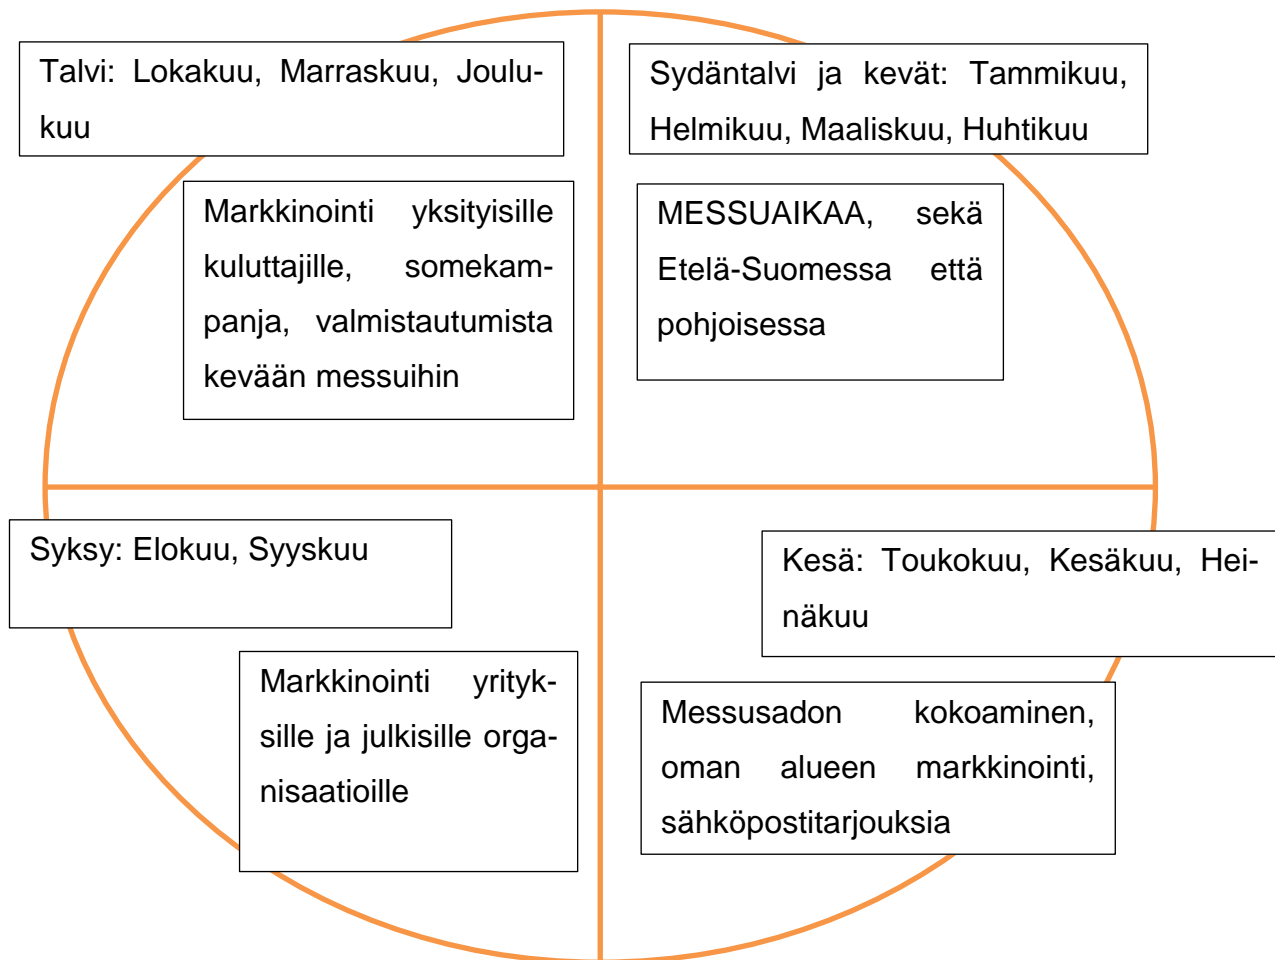 Talvi: Lokakuu, Marraskuu, Joulu-
kuu
Sydäntalvi ja kevät: Tammikuu,
Helmikuu, Maaliskuu, Huhtikuu
Markkinointi yksityisille
kuluttajille, somekam-
panja, valmistautumista
kevään messuihin
MESSUAIKAA, sekä
Etelä-Suomessa että
pohjoisessa
Syksy: Elokuu, Syyskuu
Kesä: Toukokuu, Kesäkuu, Hei-
näkuu
Markkinointi yrityk-
sille ja julkisille orga-
nisaatioille
Messusadon kokoaminen,
oman alueen markkinointi,
sähköpostitarjouksia